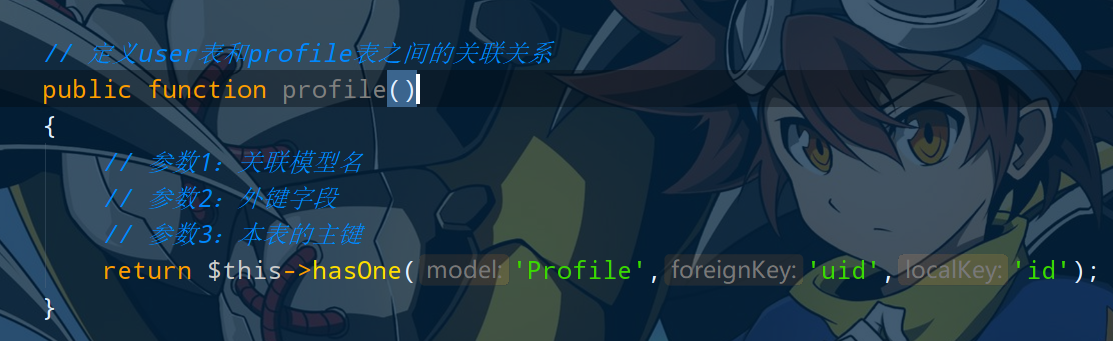 // 定义user表和profile表之间的关联关系
public function profile()
{
// 参数1：关联模型名
// 参数2：外键字段
// 参数3：本表的主键
return $this->hasOne( model: 'Profile', foreignKey: 'uid', localKey: 'id');
}